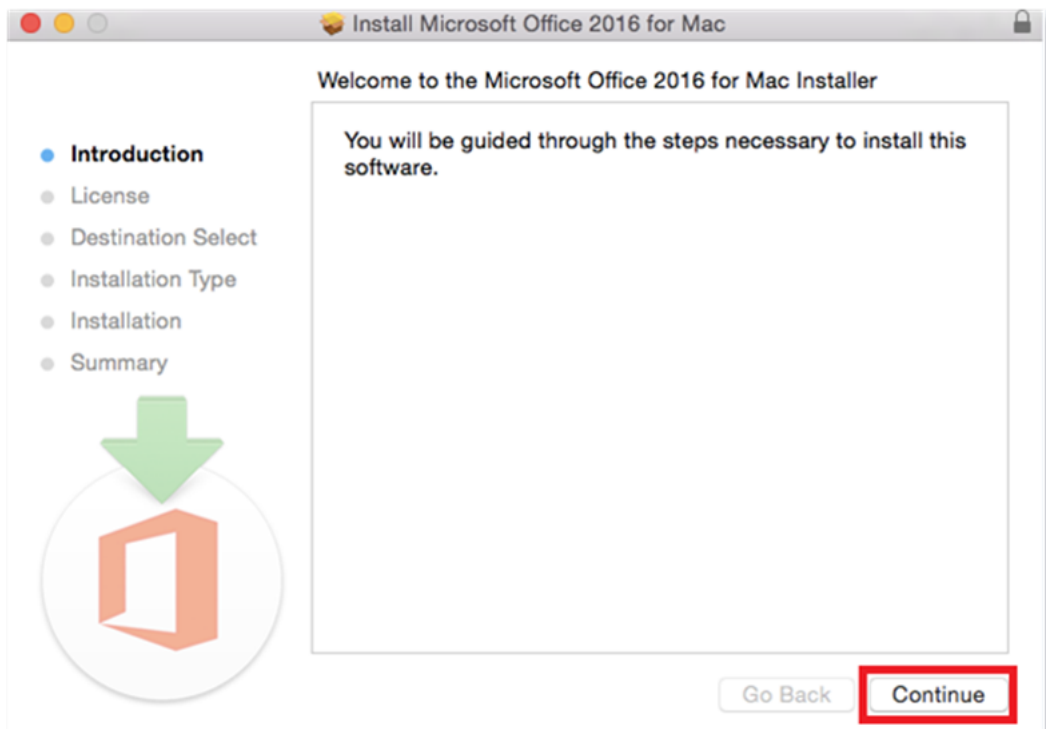 Install Microsoft Office 2016 for Mac
Welcome to the Microsoft Office 2016 for Mac Installer
Introduction
License
Destination Select
Installation Type
Installation
Summary
You will be guided through the steps necessary to install this
software.
Go Back
Continue